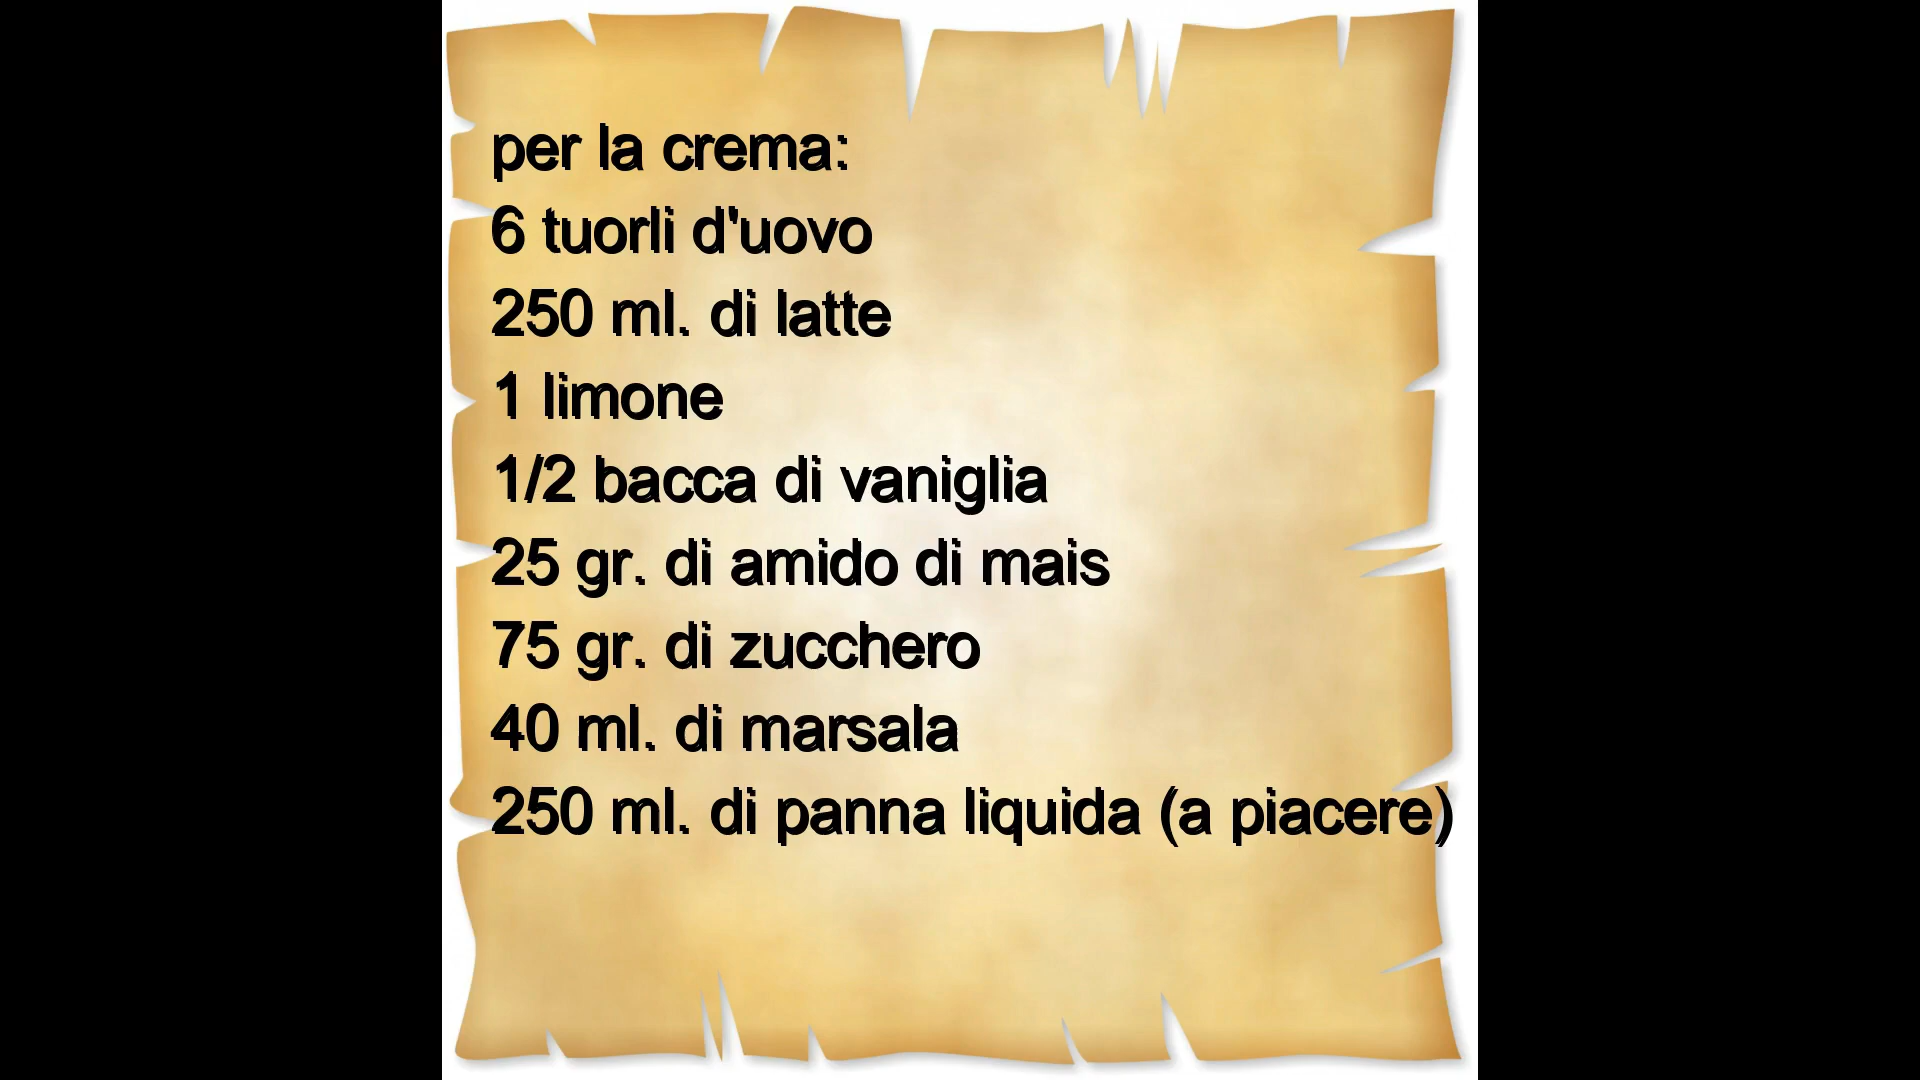 per la crema:
6 tuorli d'uovo
250 ml. di latte
1 limone
1/2 bacca di vaniglia
25 gr. di amido di mais
75 gr. di zucchero
40 ml. di marsala
250 ml. di panna liquida (a piacere)